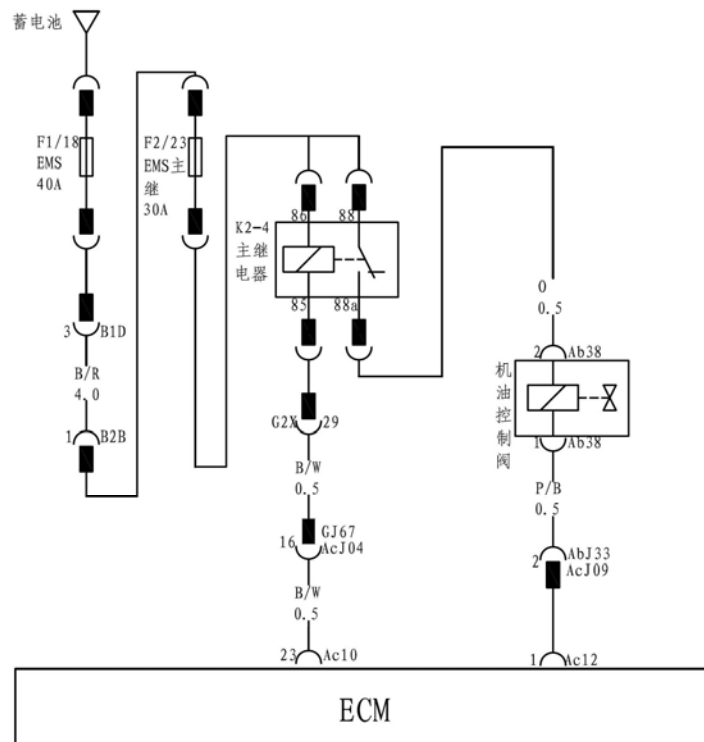 蓄电池
F1/18
EMS
40A
F2/23
EMS主
继
30A
K2-4
主继
电器
86
88
85
88a
3
B1D
B/R
4.0
1
B2B
G2X
29
B/W
0.5
16
GJ67
AcJ04
B/W
0.5
23
Ac10
O
0.5
2
Ab38
机油控制阀
1
Ab38
P/B
0.5
2
AbJ33
AcJ09
1
Ac12
ECM